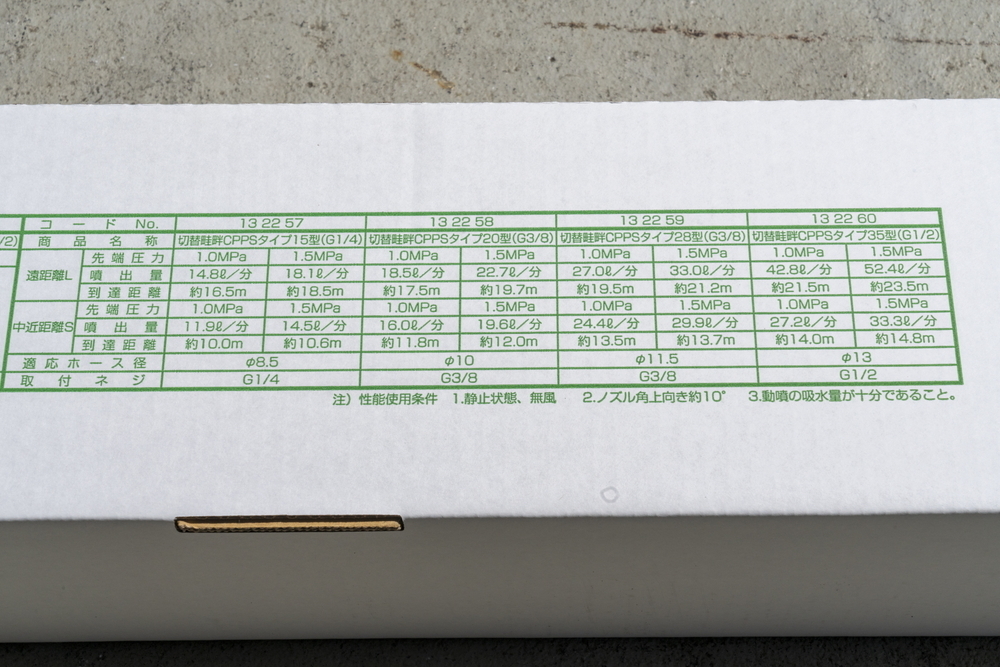 コード No. 13 22 57 13 22 58 13 22 59 13 22 60
/2) 商品名称 切替畦畔CPPSタイプ15型(G1/4) 切替畦畔CPPSタイプ20型(G3/8) 切替畦畔CPPSタイプ28型(G3/8) 切替畦畔CPPSタイプ35型(G1/2)
先端圧力 1.0MPa 1.5MPa 1.0MPa 1.5MPa 1.0MPa 1.5MPa 1.0MPa 1.5MPa
遠距離L 噴出量 14.8ℓ/分 18.1ℓ/分 18.5ℓ/分 22.7ℓ/分 27.0ℓ/分 33.0ℓ/分 42.8ℓ/分 52.4ℓ/分
到達距離 約16.5m 約18.5m 約17.5m 約19.7m 約19.5m 約21.2m 約21.5m 約23.5m
先端圧力 1.0MPa 1.5MPa 1.0MPa 1.5MPa 1.0MPa 1.5MPa 1.0MPa 1.5MPa
中近距離S 噴出量 11.9ℓ/分 14.5ℓ/分 16.0ℓ/分 19.6ℓ/分 24.4ℓ/分 29.9ℓ/分 27.2ℓ/分 33.3ℓ/分
到達距離 約10.0m 約10.6m 約11.8m 約12.0m 約13.5m 約13.7m 約14.0m 約14.8m
適応ホース径 φ8.5 φ10 φ11.5 φ13
取付ネジ G1/4 G3/8 G3/8 G1/2
注）性能使用条件 1.静止状態、無風 2.ノズル角上向き約10° 3.動噴の吸水量が十分であること。